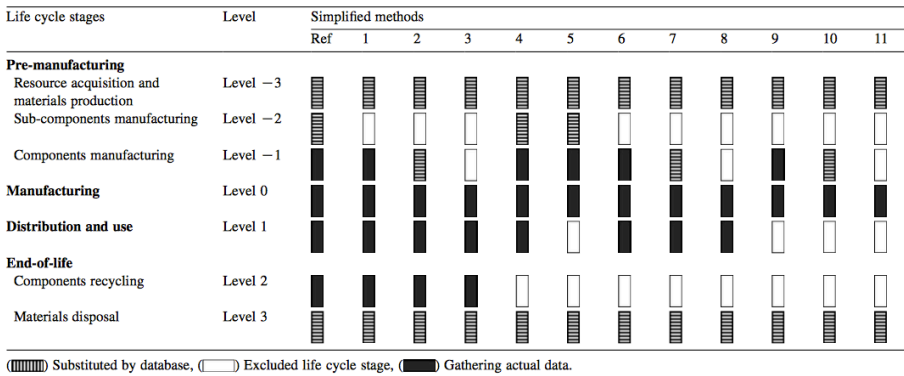 Life cycle stages Level Simplified methods
Ref 1 2 3 4 5 6 7 8 9 10 11
Pre-manufacturing
Resource acquisition and Level −3
materials production
Sub-components manufacturing Level −2
Components manufacturing Level −1
Manufacturing Level 0
Distribution and use Level 1
End-of-life
Components recycling Level 2
Materials disposal Level 3
( ) Substituted by database, ( ) Excluded life cycle stage, ( ) Gathering actual data.